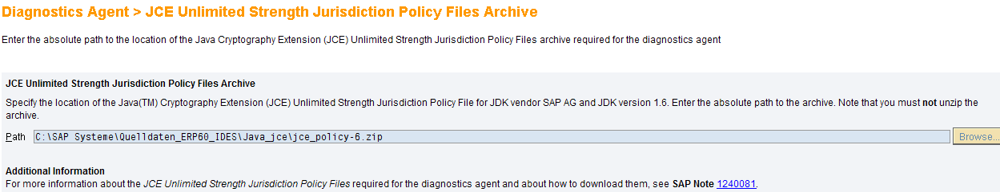 Diagnostics Agent > JCE Unlimited Strength Jurisdiction Policy Files Archive
Enter the absolute path to the location of the Java Cryptography Extension (JCE) Unlimited Strength Jurisdiction Policy Files archive required for the diagnostics agent
JCE Unlimited Strength Jurisdiction Policy Files Archive
Specify the location of the Java(TM) Cryptography Extension (JCE) Unlimited Strength Jurisdiction Policy File for JDK vendor SAP AG and JDK version 1.6. Enter the absolute path to the archive. Note that you must not unzip the
archive.
Path C:\SAP Systeme\Quelldaten_ERP60_IDES\Java_jce\jce_policy-6.zip Browse...
Additional Information
For more information about the JCE Unlimited Strength Jurisdiction Policy Files required for the diagnostics agent and about how to download them, see SAP Note 1240081.